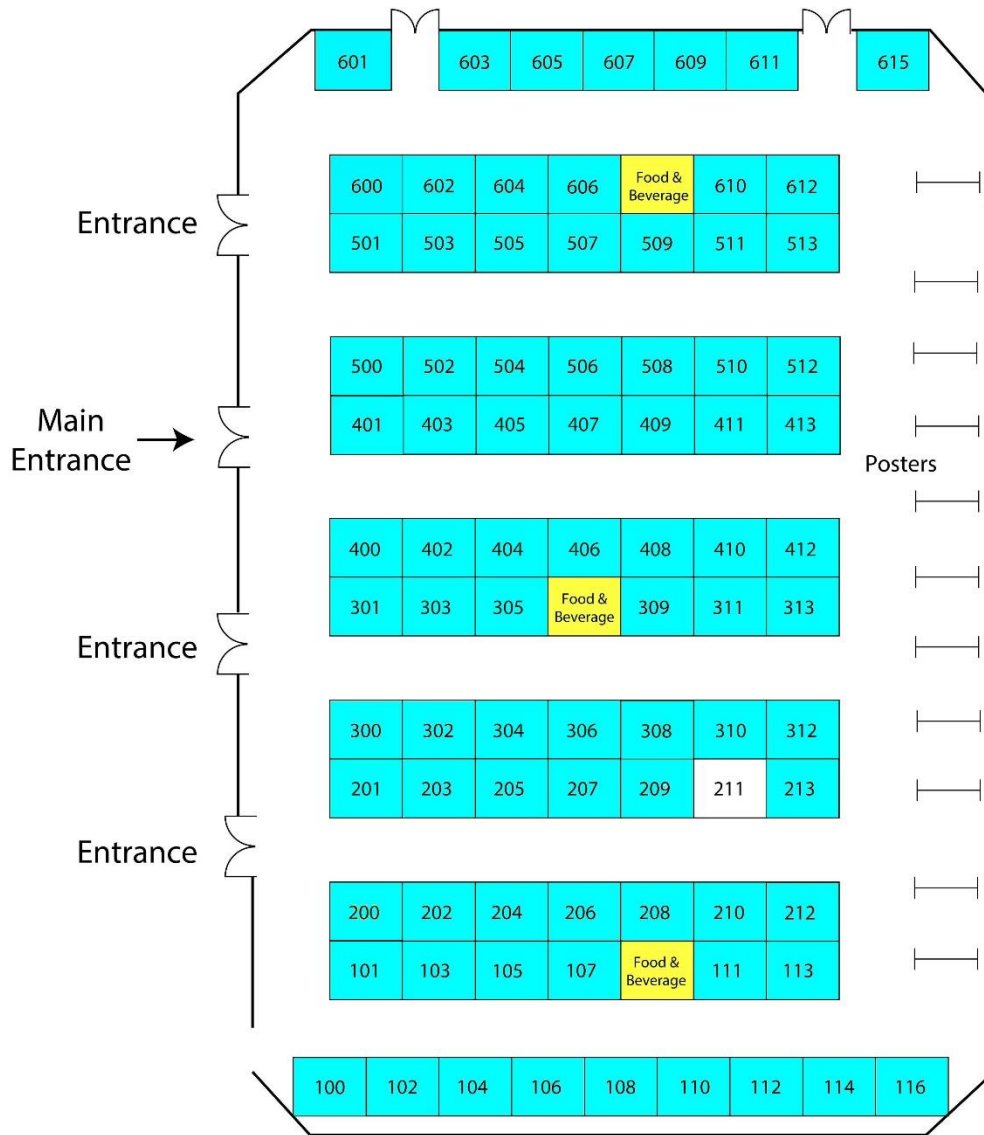 601 603 605 607 609 611 615
600 602 604 606 Food &
Beverage 610 612
Entrance
501 503 505 507 509 511 513
500 502 504 506 508 510 512
401 403 405 407 409 411 413
Main
Entrance
Posters
400 402 404 406 408 410 412
301 303 305 Food &
Beverage 309 311 313
Entrance
300 302 304 306 308 310 312
201 203 205 207 209 211 213
Entrance
200 202 204 206 208 210 212
101 103 105 107 Food &
Beverage 111 113
100 102 104 106 108 110 112 114 116